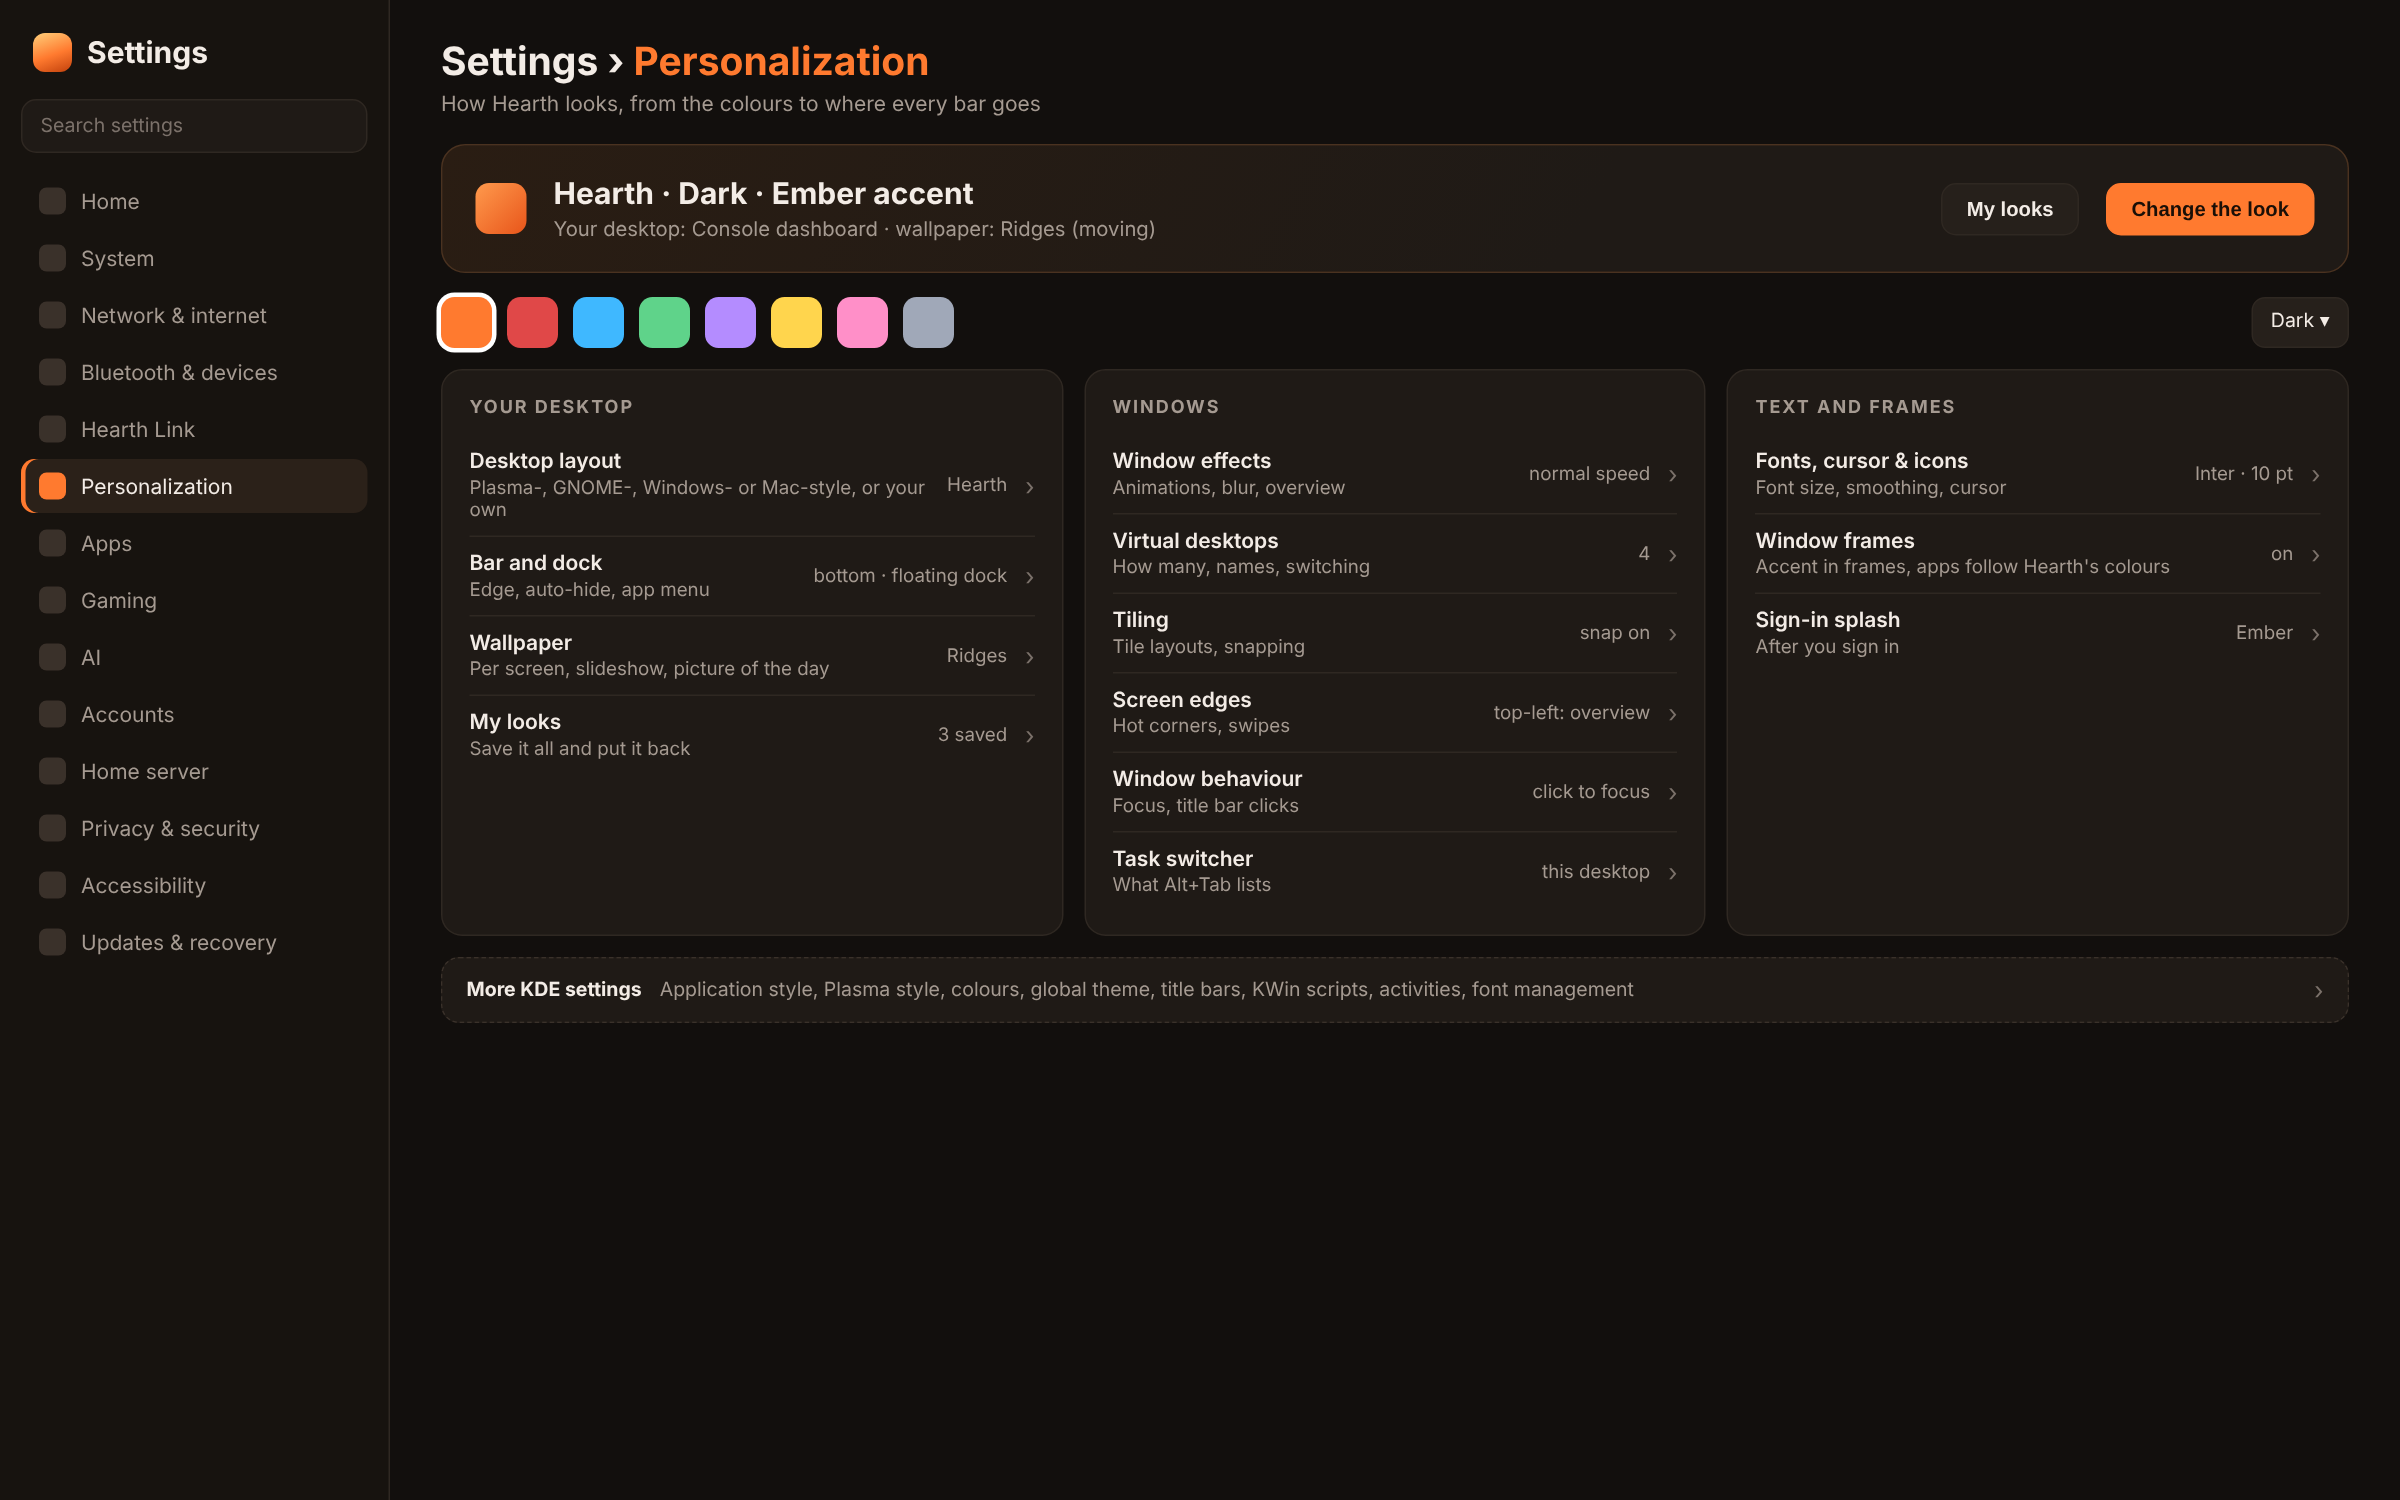 Settings
Search settings
Home
System
Network & internet
Bluetooth & devices
Hearth Link
Personalization
Apps
Gaming
AI
Accounts
Home server
Privacy & security
Accessibility
Updates & recovery
Settings › Personalization
How Hearth looks, from the colours to where every bar goes
Hearth · Dark · Ember accent
Your desktop: Console dashboard · wallpaper: Ridges (moving)
My looks
Change the look
Dark ▾
YOUR DESKTOP
Desktop layout
Plasma-, GNOME-, Windows- or Mac-style, or your
own
Hearth ›
Bar and dock
Edge, auto-hide, app menu
bottom · floating dock ›
Wallpaper
Per screen, slideshow, picture of the day
Ridges ›
My looks
Save it all and put it back
3 saved ›
WINDOWS
Window effects
Animations, blur, overview
normal speed ›
Virtual desktops
How many, names, switching
4 ›
Tiling
Tile layouts, snapping
snap on ›
Screen edges
Hot corners, swipes
top-left: overview ›
Window behaviour
Focus, title bar clicks
click to focus ›
Task switcher
What Alt+Tab lists
this desktop ›
TEXT AND FRAMES
Fonts, cursor & icons
Font size, smoothing, cursor
Inter · 10 pt ›
Window frames
Accent in frames, apps follow Hearth's colours
on ›
Sign-in splash
After you sign in
Ember ›
More KDE settings Application style, Plasma style, colours, global theme, title bars, KWin scripts, activities, font management ›